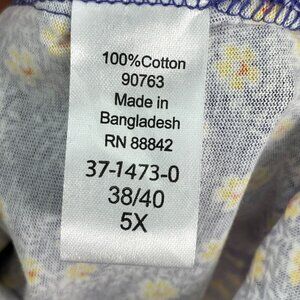 100%Cotton
90763
Made in
Bangladesh
RN 88842
37-1473-0
38/40
5X